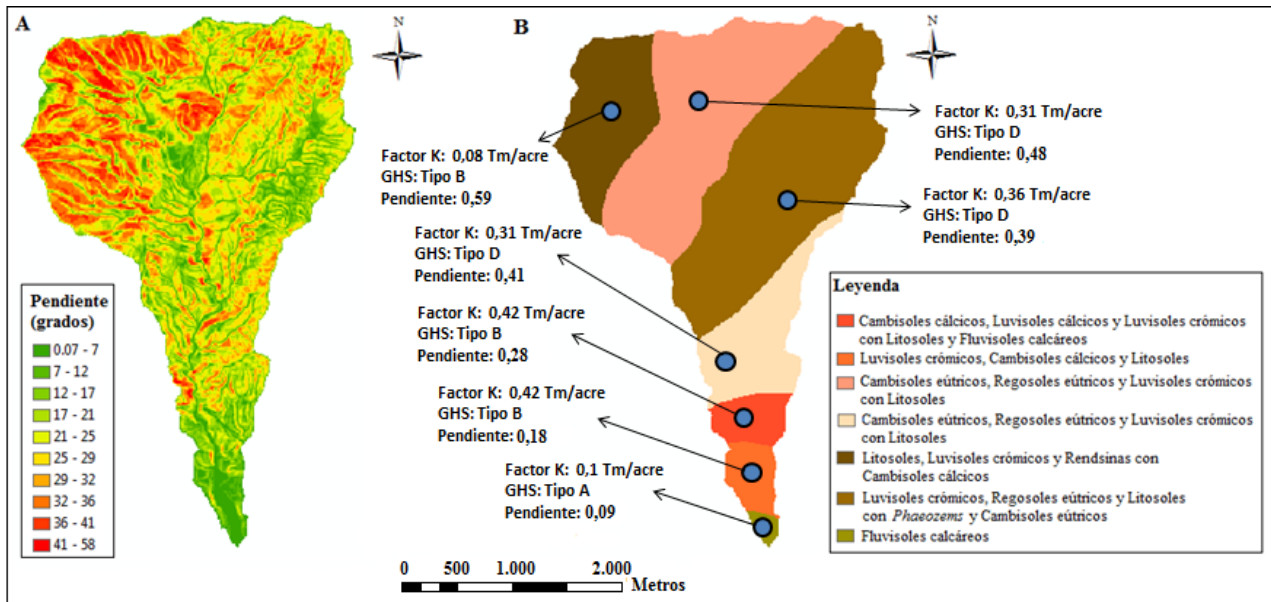 A
N
Pendiente
(grados)
0.07 - 7
7 - 12
12 - 17
17 - 21
21 - 25
25 - 29
29 - 32
32 - 36
36 - 41
41 - 58
B
N
Factor K: 0,08 Tm/acre
GHS: Tipo B
Pendiente: 0,59
Factor K: 0,31 Tm/acre
GHS: Tipo D
Pendiente: 0,48
Factor K: 0,36 Tm/acre
GHS: Tipo D
Pendiente: 0,39
Factor K: 0,31 Tm/acre
GHS: Tipo D
Pendiente: 0,41
Factor K: 0,42 Tm/acre
GHS: Tipo B
Pendiente: 0,28
Factor K: 0,42 Tm/acre
GHS: Tipo B
Pendiente: 0,18
Factor K: 0,1 Tm/acre
GHS: Tipo A
Pendiente: 0,09
Leyenda
Cambisoles cálcicos, Luvisoles cálcicos y Luvisoles crómicos
con Litosoles y Fluvisoles calcáreos
Luvisoles crómicos, Cambisoles cálcicos y Litosoles
Cambisoles eútricos, Regosoles eútricos y Luvisoles crómicos
con Litosoles
Cambisoles eútricos, Regosoles eútricos y Luvisoles crómicos
con Litosoles
Litosoles, Luvisoles crómicos y Rendsinas con
Cambisoles cálcicos
Luvisoles crómicos, Regosoles eútricos y Litosoles
con Phaeozems y Cambisoles eútricos
Fluvisoles calcáreos
0 500 1.000 2.000
Metros